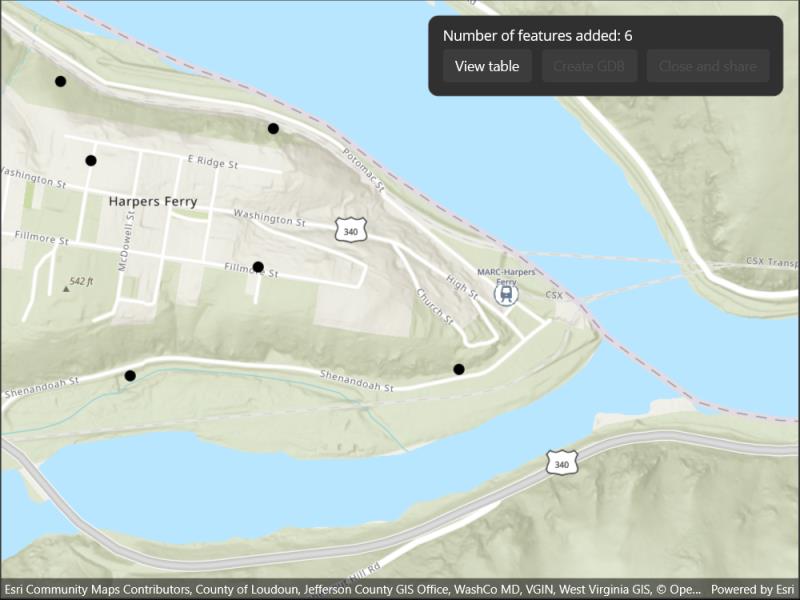 Number of features added: 6
View table
Create GDB
Close and share
Potomac St
E Ridge St
Washington St
Harpers Ferry
McDowell St
Washington St
340
Fillmore St
Fillmore St
542 ft
CSX Transp
MARC-Harpers
Ferry
High St
CSX
Church St
Shenandoah St
Shenandoah St
340
Hill Rd
Esri Community Maps Contributors, County of Loudoun, Jefferson County GIS Office, WashCo MD, VGIN, West Virginia GIS, © Ope...
Powered by Esri